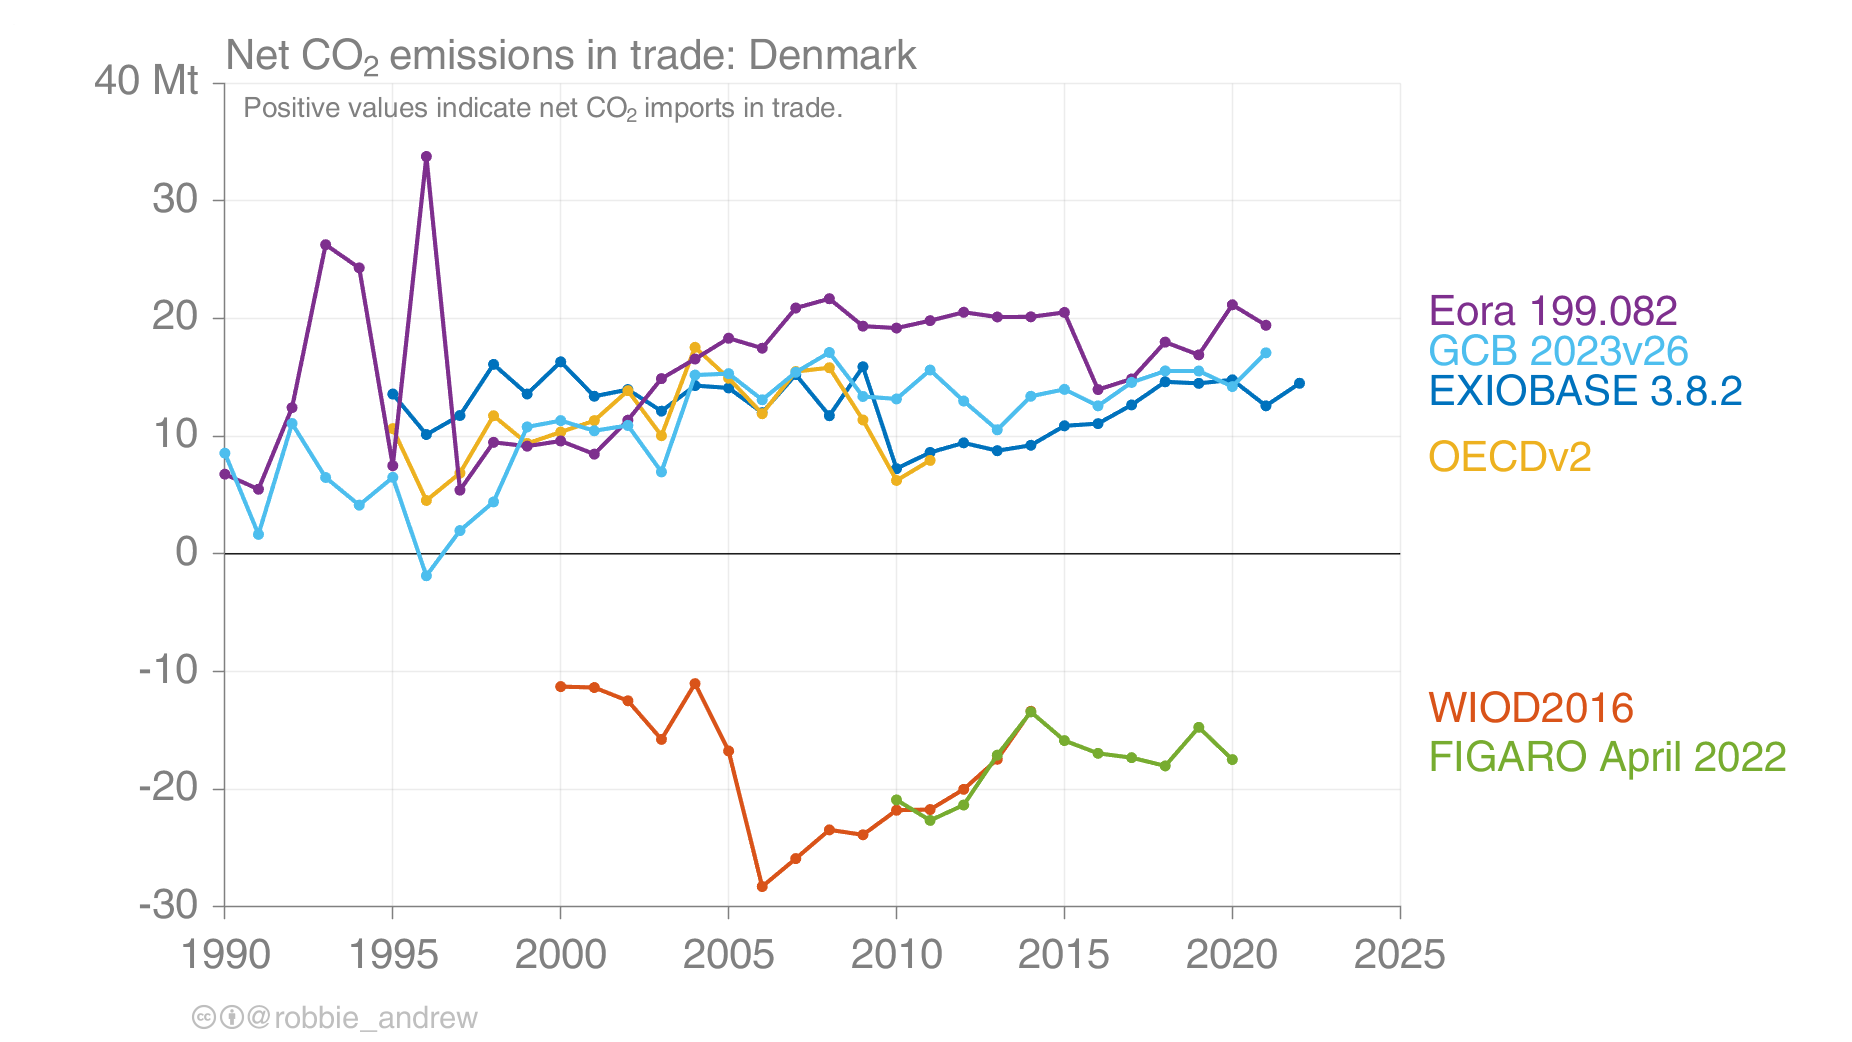 Net CO₂ emissions in trade: Denmark
40 Mt
Positive values indicate net CO₂ imports in trade.
30
20
10
0
-10
-20
-30
Eora 199.082
GCB 2023v26
EXIOBASE 3.8.2
OECDv2
WIOD2016
FIGARO April 2022
1990 1995 2000 2005 2010 2015 2020 2025
cc @robbie_andrew